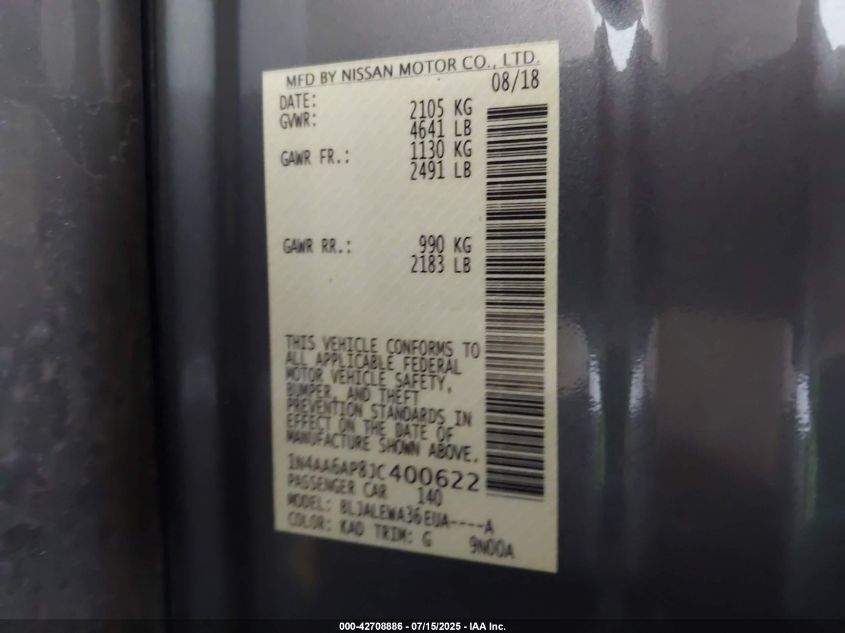 MFD BY NISSAN MOTOR CO., LTD.
DATE: 08/18
GVWR: 2105 KG
4641 LB
GAWR FR.: 1130 KG
2491 LB
GAWR RR.: 990 KG
2183 LB
THIS VEHICLE CONFORMS TO
ALL APPLICABLE FEDERAL
MOTOR VEHICLE SAFETY,
BUMPER, AND THEFT
PREVENTION STANDARDS IN
EFFECT ON THE DATE OF
MANUFACTURE SHOWN ABOVE.
1N4AA6AP8JC400622
PASSENGER CAR 140
MODEL: BLJALEWA36EUA----A
COLOR: KAD TRIM: G 9N00A
000-42708886 - 07/15/2025 - IAA Inc.